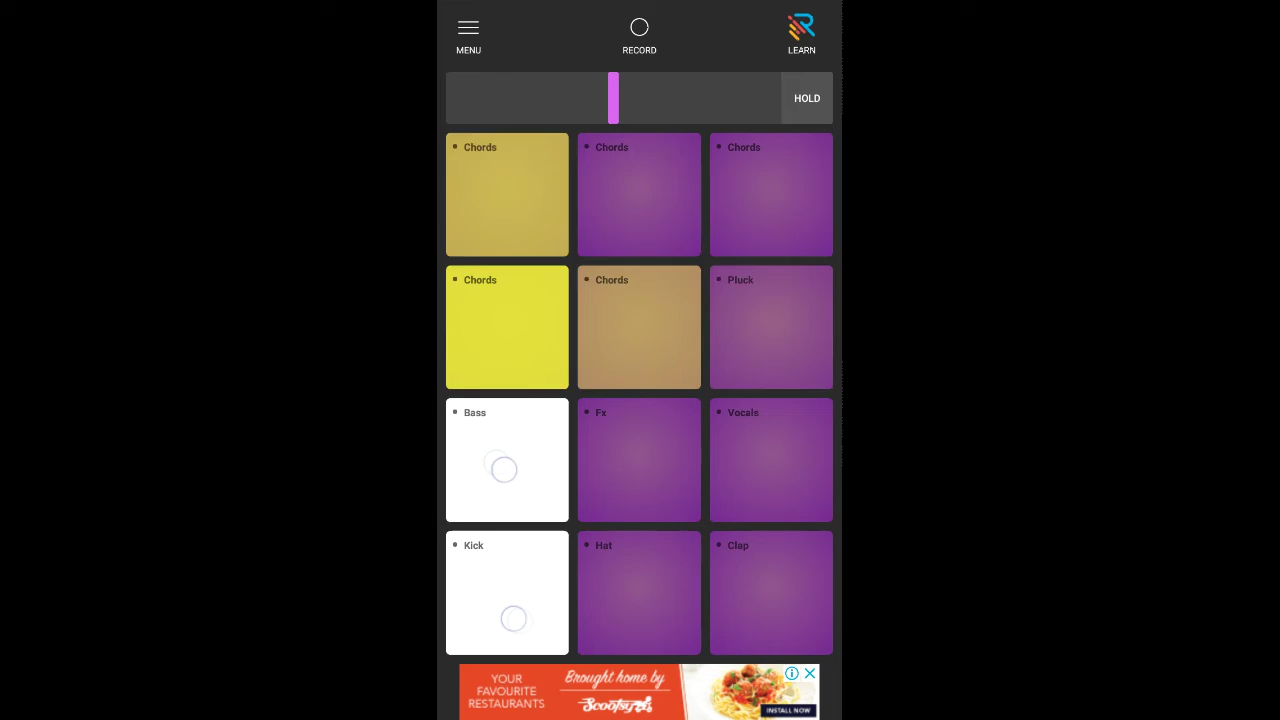 MENU
RECORD
LEARN
HOLD
Chords
Chords
Chords
Chords
Chords
Pluck
Bass
Fx
Vocals
Kick
Hat
Clap
YOUR
FAVOURITE
RESTAURANTS
Brought home by
Scootsy
INSTALL NOW